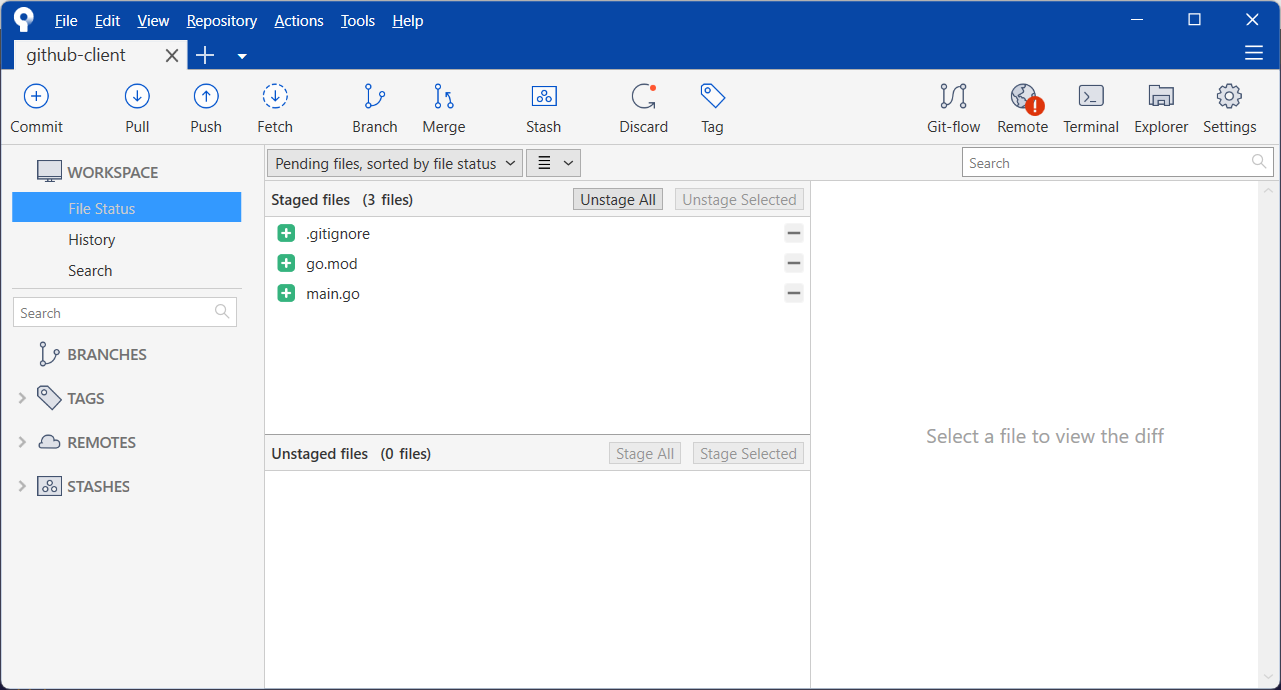 File Edit View Repository Actions Tools Help
github-client
Commit Pull Push Fetch Branch Merge Stash Discard Tag Git-flow Remote Terminal Explorer Settings
WORKSPACE
File Status
History
Search
Search
BRANCHES
TAGS
REMOTES
STASHES
Pending files, sorted by file status
Search
Staged files (3 files) Unstage All Unstage Selected
.gitignore
go.mod
main.go
Unstaged files (0 files) Stage All Stage Selected
Select a file to view the diff